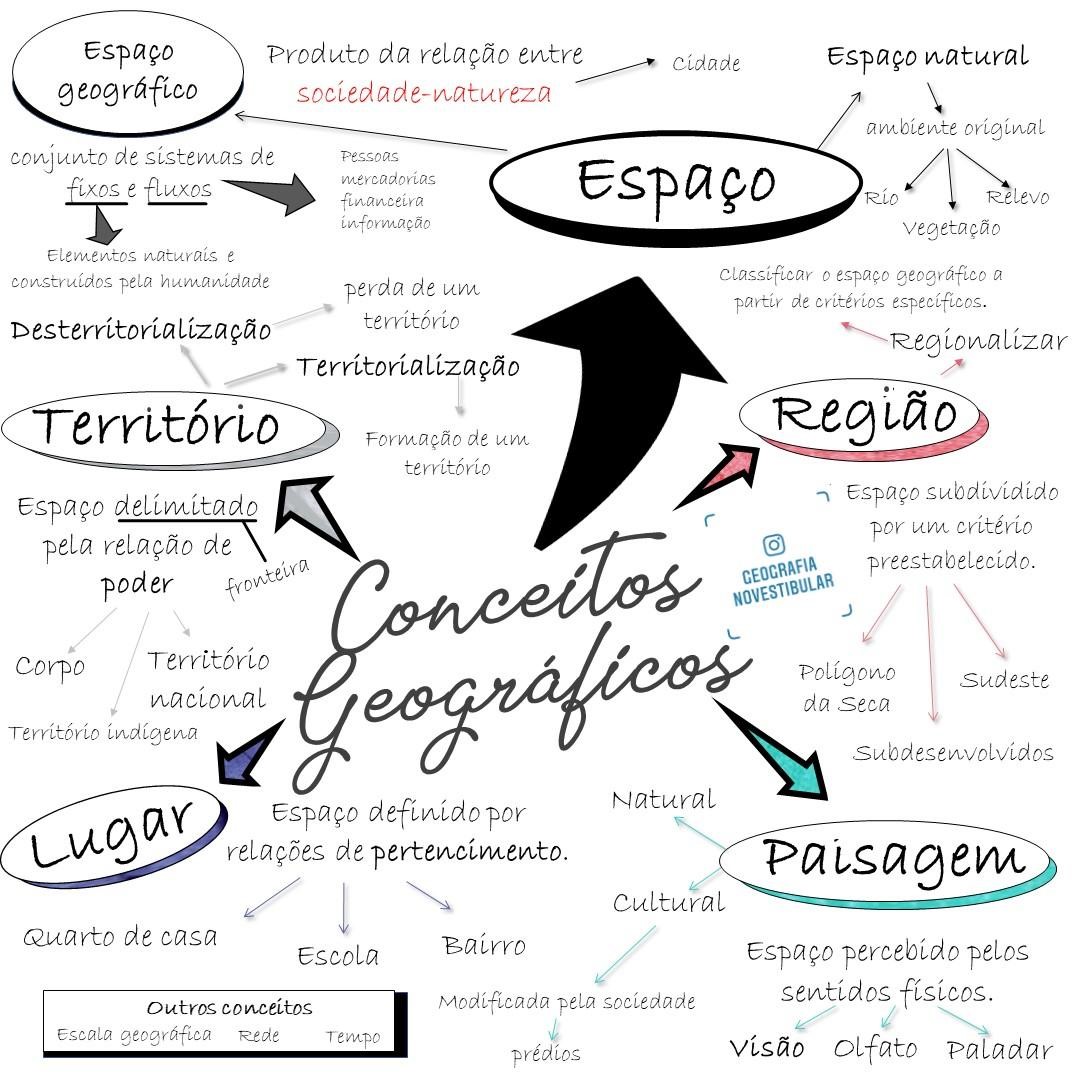 Espaço
geográfico
Produto da relação entre
sociedade-natureza
Cidade
Espaço natural
ambiente original
Rio
Relevo
Vegetação
Espaço
conjunto de sistemas de
fixos e fluxos
Pessoas
mercadorias
financeira
informação
Elementos naturais e
construídos pela humanidade
Desterritorialização
perda de um
território
Territorialização
Formação de um
território
Território
Espaço delimitado
pela relação de
poder
fronteira
Corpo
Território
nacional
Território indígena
Classificar o espaço geográfico a
partir de critérios específicos.
Regionalizar
Região
Espaço subdividido
por um critério
preestabelecido.
Polígono
da Seca
Sudeste
Subdesenvolvidos
Conceitos
Geográficos
GEOGRAFIA
NOVESTIBULAR
Lugar
Espaço definido por
relações de pertencimento.
Quarto de casa
Escola
Bairro
Natural
Paisagem
Cultural
Modificada pela sociedade
prédios
Espaço percebido pelos
sentidos físicos.
Visão Olfato Paladar
Outros conceitos
Escala geográfica Rede Tempo